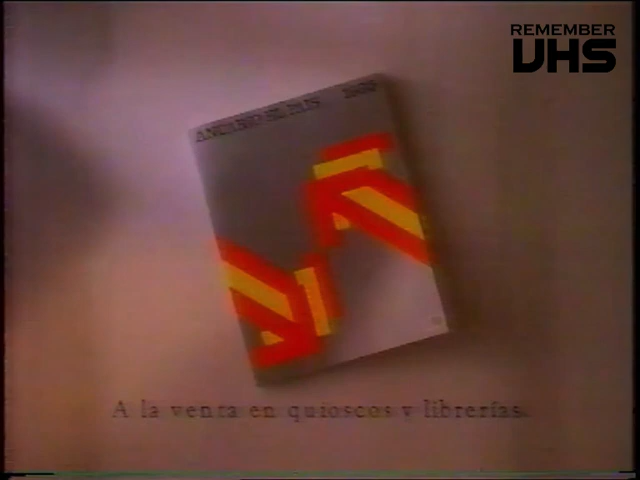 REMEMBER
VHS
ANUARIO EL PAIS
A la venta en quioscos y librerías.